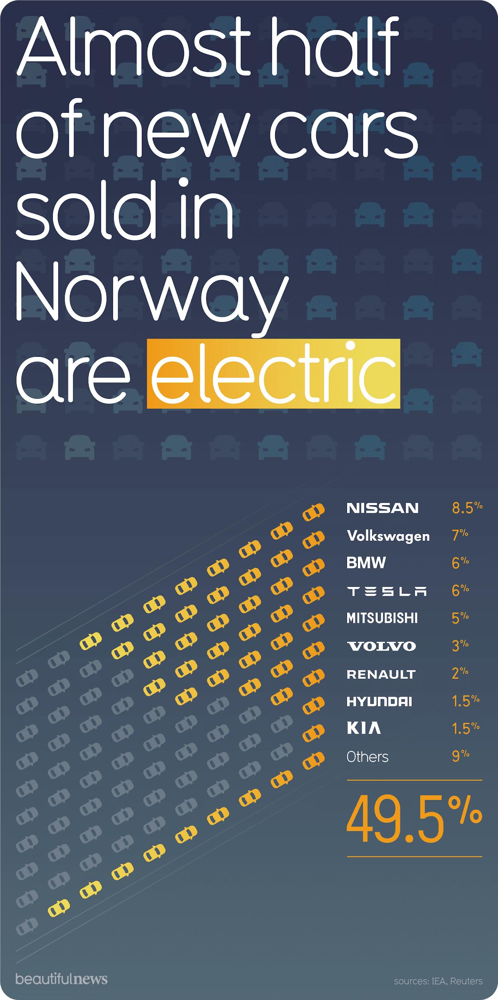 Almost half
of new cars
sold in
Norway
are electric
NISSAN 8.5%
Volkswagen 7%
BMW 6%
TESLA 6%
MITSUBISHI 5%
VOLVO 3%
RENAULT 2%
HYUNDAI 1.5%
KIA 1.5%
Others 9%
49.5%
beautifulnews
sources: IEA, Reuters